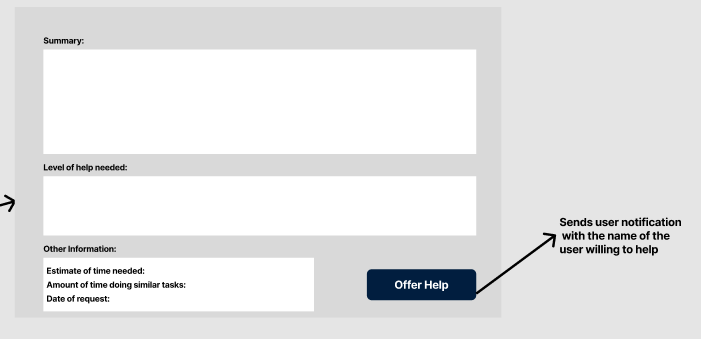 Summary:
Level of help needed:
Other Information:
Estimate of time needed:
Amount of time doing similar tasks:
Date of request:
Offer Help
Sends user notification
with the name of the
user willing to help